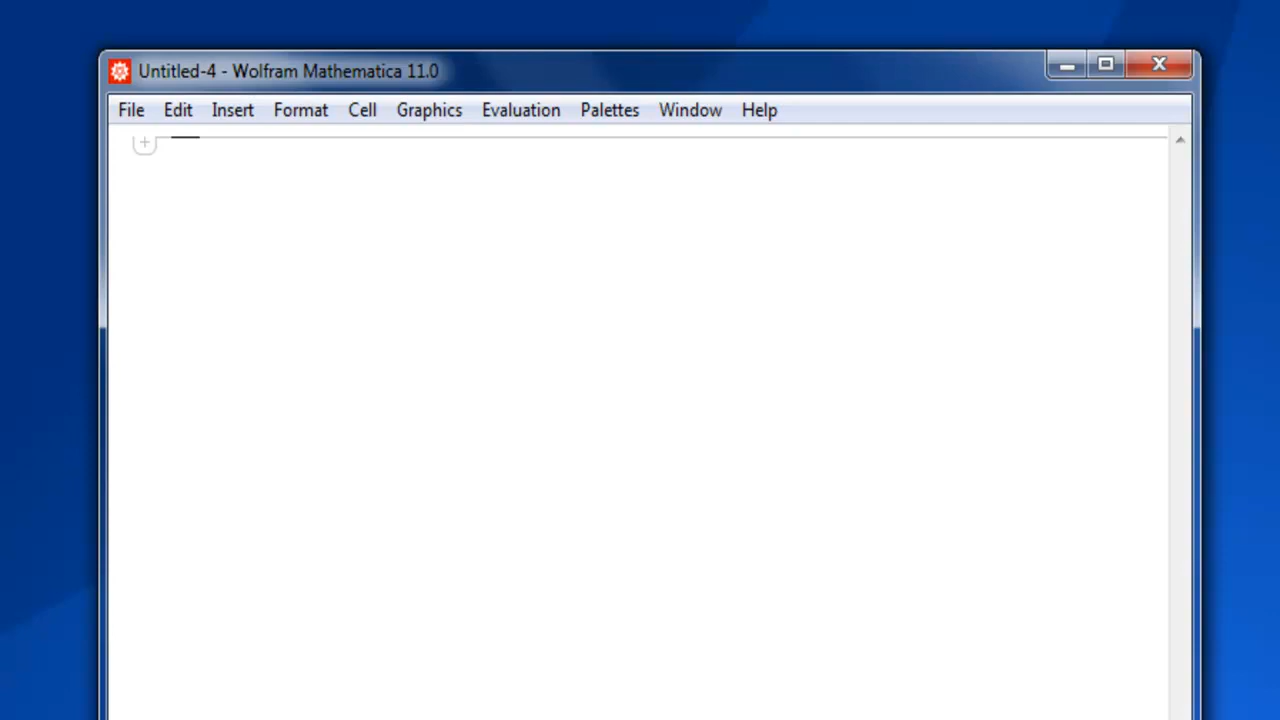 Untitled-4 - Wolfram Mathematica 11.0
File Edit Insert Format Cell Graphics Evaluation Palettes Window Help